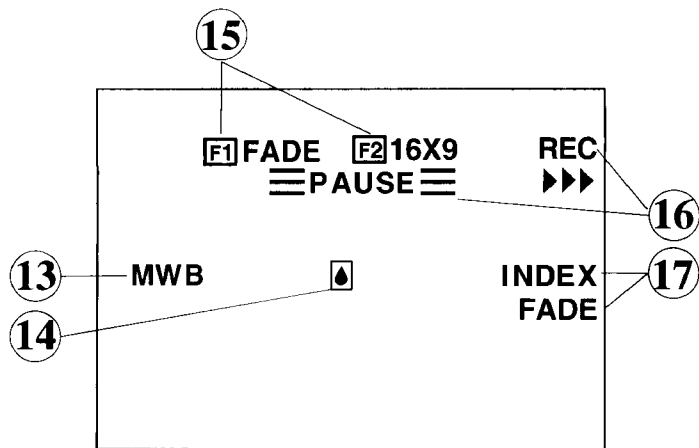 15
F1 FADE F2 16X9 REC
PAUSE
16
13 MWB INDEX 17
14 FADE